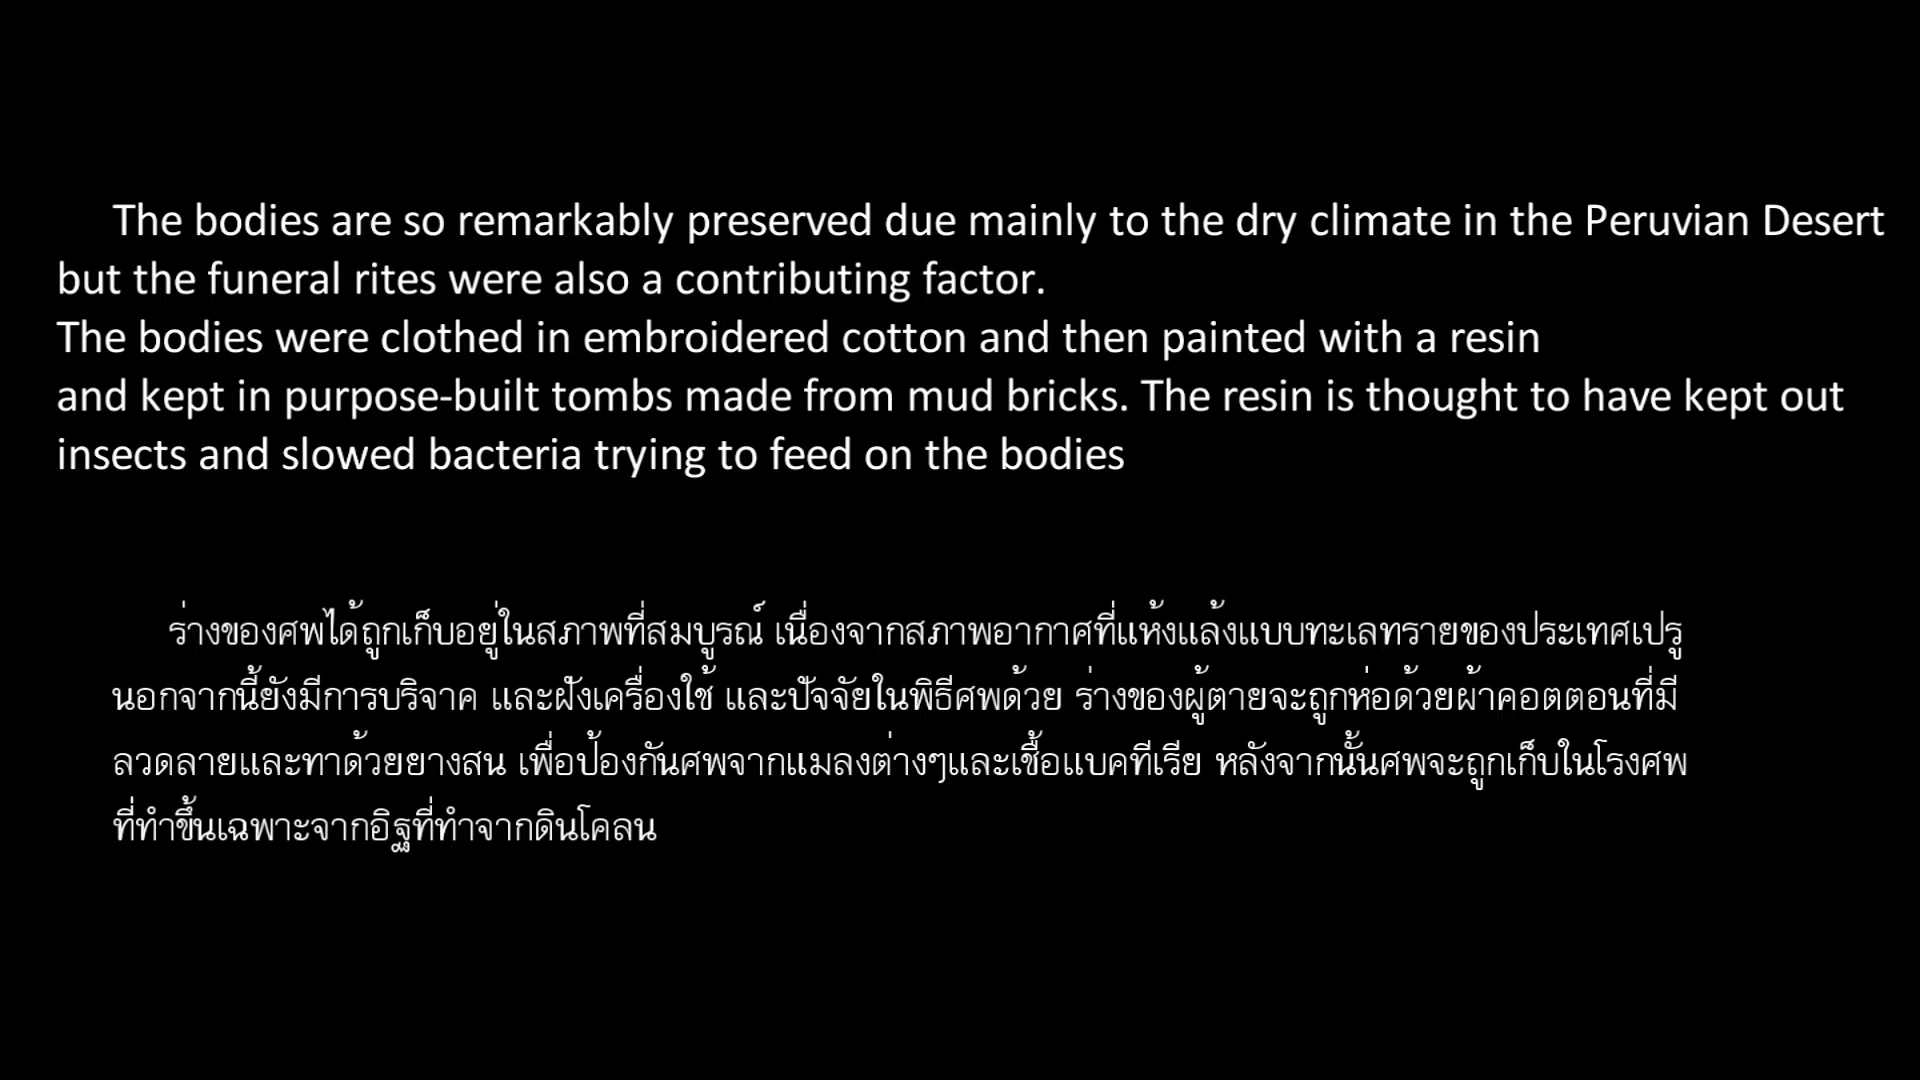 The bodies are so remarkably preserved due mainly to the dry climate in the Peruvian Desert
but the funeral rites were also a contributing factor.
The bodies were clothed in embroidered cotton and then painted with a resin
and kept in purpose-built tombs made from mud bricks. The resin is thought to have kept out
insects and slowed bacteria trying to feed on the bodies
ร่างของศพได้ถูกเก็บอยู่ในสภาพที่สมบูรณ์ เนื่องจากสภาพอากาศที่แห้งแล้งแบบทะเลทรายของประเทศเปรู
นอกจากนี้ยังมีการบริจาค และฝังเครื่องใช้ และปัจจัยในพิธีศพด้วย ร่างของผู้ตายจะถูกห่อด้วยผ้าคอตตอนที่มี
ลวดลายและทาด้วยยางสน เพื่อป้องกันศพจากแมลงต่างๆและเชื้อแบคทีเรีย หลังจากนั้นศพจะถูกเก็บในโรงศพ
ที่ทำขึ้นเฉพาะจากอิฐที่ทำจากดินโคลน